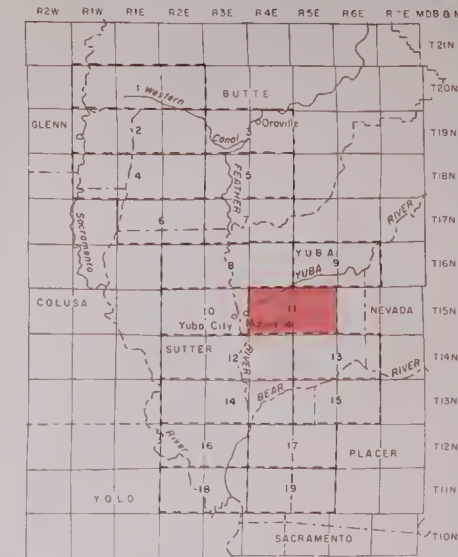 R2W R1W R1E R2E R3E R4E R5E R6E R7E MDB & M
T21N
1 Western BUTTE T20N
GLENN 2 Canal 3 Oroville T19N
4 FEATHER 5 T18N
Sacramento 6 RIVER T17N
8 YUBA 9 YUBA T16N
COLUSA 10 11 NEVADA T15N
Yuba City
SUTTER 12 RIVER 13 T14N
14 BEAR 15 RIVER T13N
River 16 17 PLACER T12N
YOLO 18 19 T11N
SACRAMENTO T10N